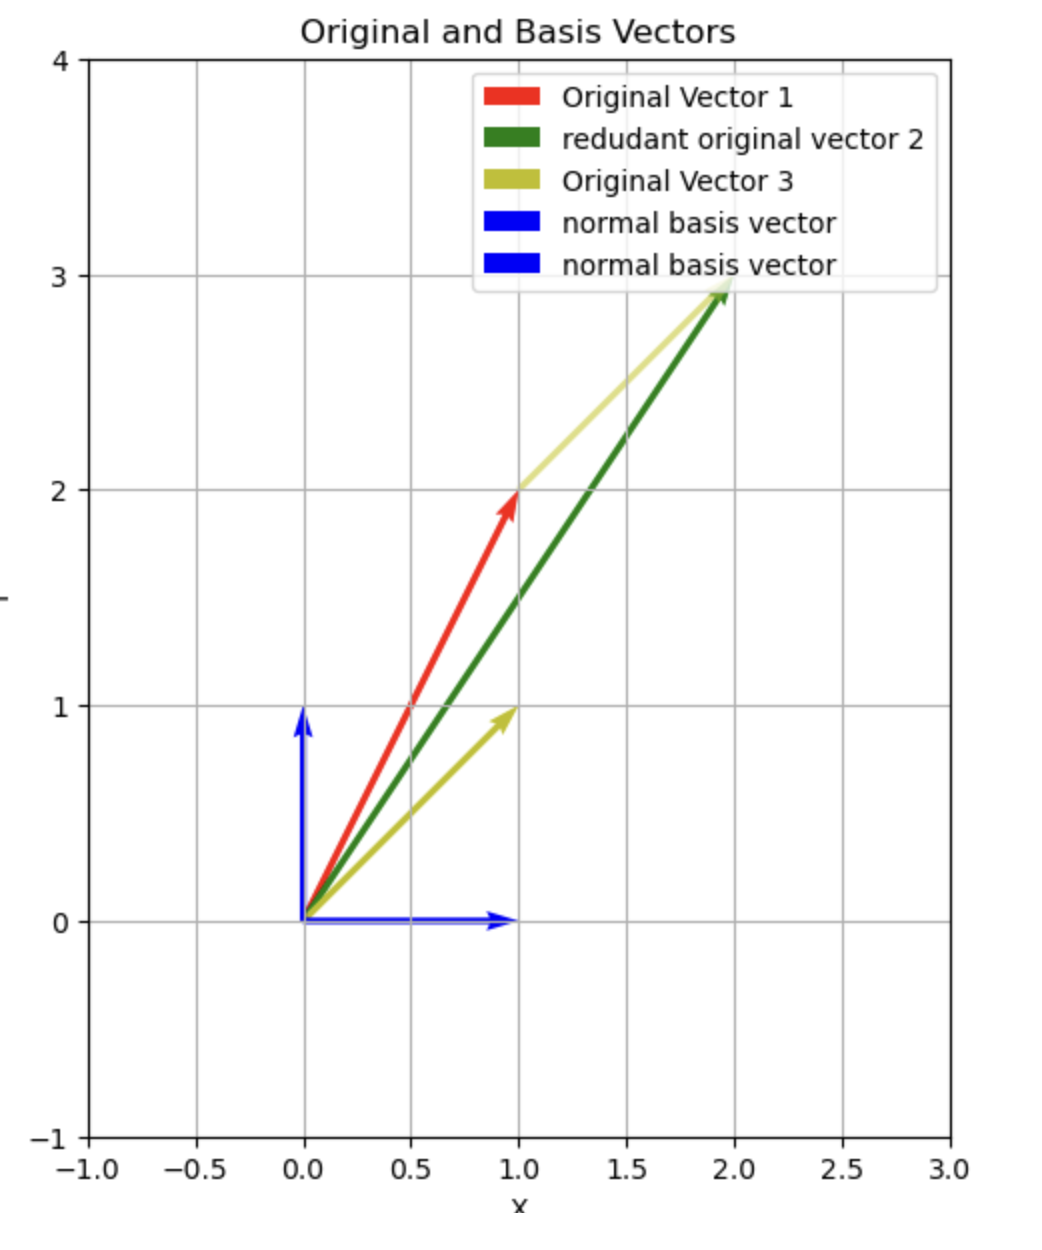 Original and Basis Vectors
4
Original Vector 1
redudant original vector 2
Original Vector 3
normal basis vector
normal basis vector
3
2
1
0
−1
−1.0 −0.5 0.0 0.5 1.0 1.5 2.0 2.5 3.0
x